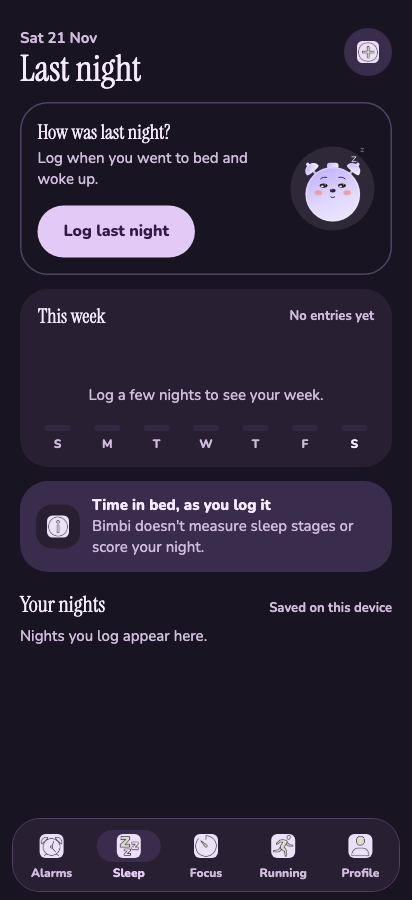 Sat 21 Nov
Last night
How was last night?
Log when you went to bed and
woke up.
Log last night
z
z
This week
No entries yet
Log a few nights to see your week.
S M T W T F S
Time in bed, as you log it
Bimbi doesn't measure sleep stages or
score your night.
Your nights
Saved on this device
Nights you log appear here.
Alarms Sleep Focus Running Profile